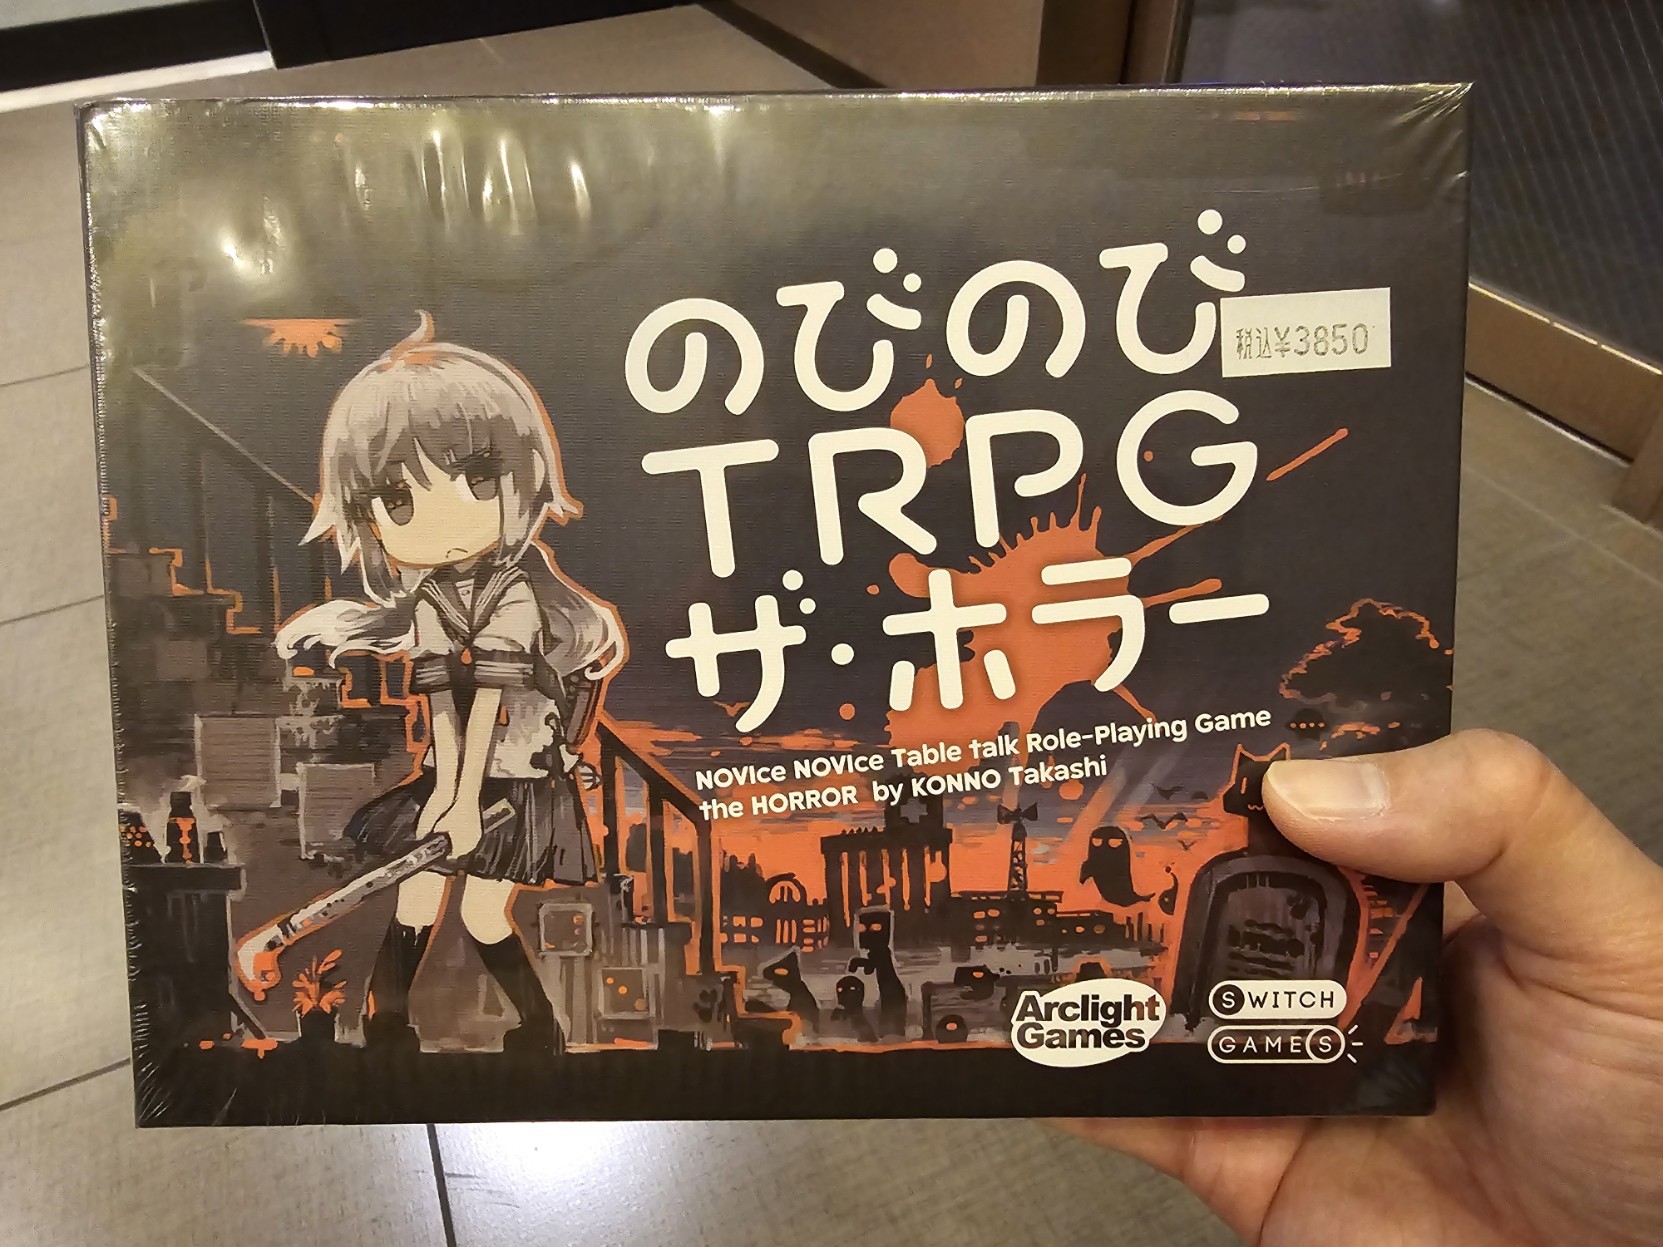 のびのび
税込¥3850
TRPG
ザ・ホラー
NOVIce NOVIce Table talk Role-Playing Game
the HORROR by KONNO Takashi
Arclight
Games
SWITCH
GAMES